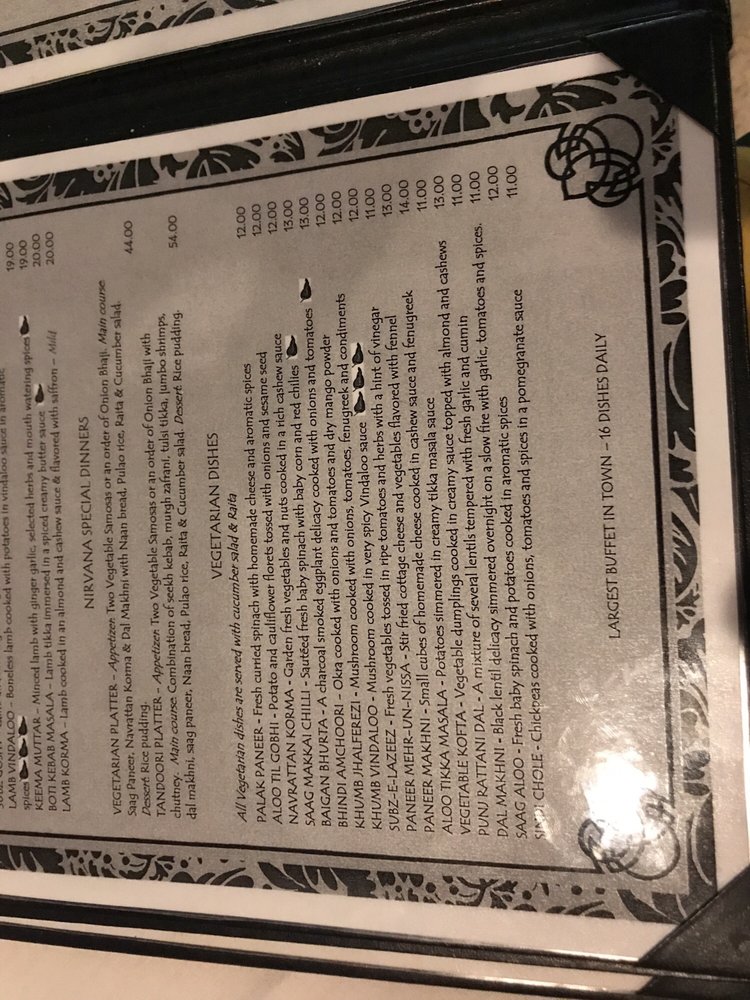 LAMB VINDALOO – Boneless lamb cooked with potatoes in vindaloo sauce in aromatic
spices 19.00
KEEMA MUTTAR – Minced lamb with ginger garlic, selected herbs and mouth watering spices 19.00
BOTI KEBAB MASALA – Lamb tikka immersed in a spiced creamy butter sauce 20.00
LAMB KORMA – Lamb cooked in an almond and cashew sauce & flavored with saffron – Mild 20.00
NIRVANA SPECIAL DINNERS
VEGETARIAN PLATTER – Appetizer: Two Vegetable Samosas or an order of Onion Bhaji. Main course:
Saag Paneer, Navrattan Korma & Dal Makhni with Naan bread, Pulao rice, Raita & Cucumber salad.
Dessert: Rice pudding. 44.00
TANDOORI PLATTER – Appetizer: Two Vegetable Samosas or an order of Onion Bhaji with
chutney. Main course: Combination of seekh kebab, murgh zafrani, tulsi tikka, jumbo shrimps,
dal makhni, saag paneer, Naan bread, Pulao rice, Raita & Cucumber salad. Dessert: Rice pudding. 54.00
VEGETARIAN DISHES
All Vegetarian dishes are served with cucumber salad & Raita
PALAK PANEER - Fresh curried spinach with homemade cheese and aromatic spices 12.00
ALOO TIL GOBHI - Potato and cauliflower florets tossed with onions and sesame seed 12.00
NAVRATTAN KORMA - Garden fresh vegetables and nuts cooked in a rich cashew sauce 12.00
SAAG MAKKAI CHILLI - Sautéed fresh baby spinach with baby corn and red chilies 13.00
BAIGAN BHURTA - A charcoal smoked eggplant delicacy cooked with onions and tomatoes 13.00
BHINDI AMCHOORI - Okra cooked with onions and tomatoes and dry mango powder 12.00
KHUMB JHALFEREZI - Mushroom cooked with onions, tomatoes, fenugreek and condiments 12.00
KHUMB VINDALOO - Mushroom cooked in very spicy Vndaloo sauce 12.00
SUBZ-E-LAZEEZ - Fresh vegetables tossed in ripe tomatoes and herbs with a hint of vinegar 11.00
PANEER MEHR-UN-NISSA - Stir fried cottage cheese and vegetables flavored with fennel 13.00
PANEER MAKHNI - Small cubes of homemade cheese cooked in cashew sauce and fenugreek 14.00
ALOO TIKKA MASALA - Potatoes simmered in creamy tikka masala sauce 11.00
VEGETABLE KOFTA - Vegetable dumplings cooked in creamy sauce topped with almond and cashews 13.00
PUNJ RATTANI DAL - A mixture of several lentils tempered with fresh garlic and cumin 11.00
DAL MAKHNI - Black lentil delicacy simmered overnight on a slow fire with garlic, tomatoes and spices. 11.00
SAAG ALOO - Fresh baby spinach and potatoes cooked in aromatic spices 12.00
CHOLE - Chickpeas cooked with onions, tomatoes and spices in a pomegranate sauce 11.00
LARGEST BUFFET IN TOWN – 16 DISHES DAILY